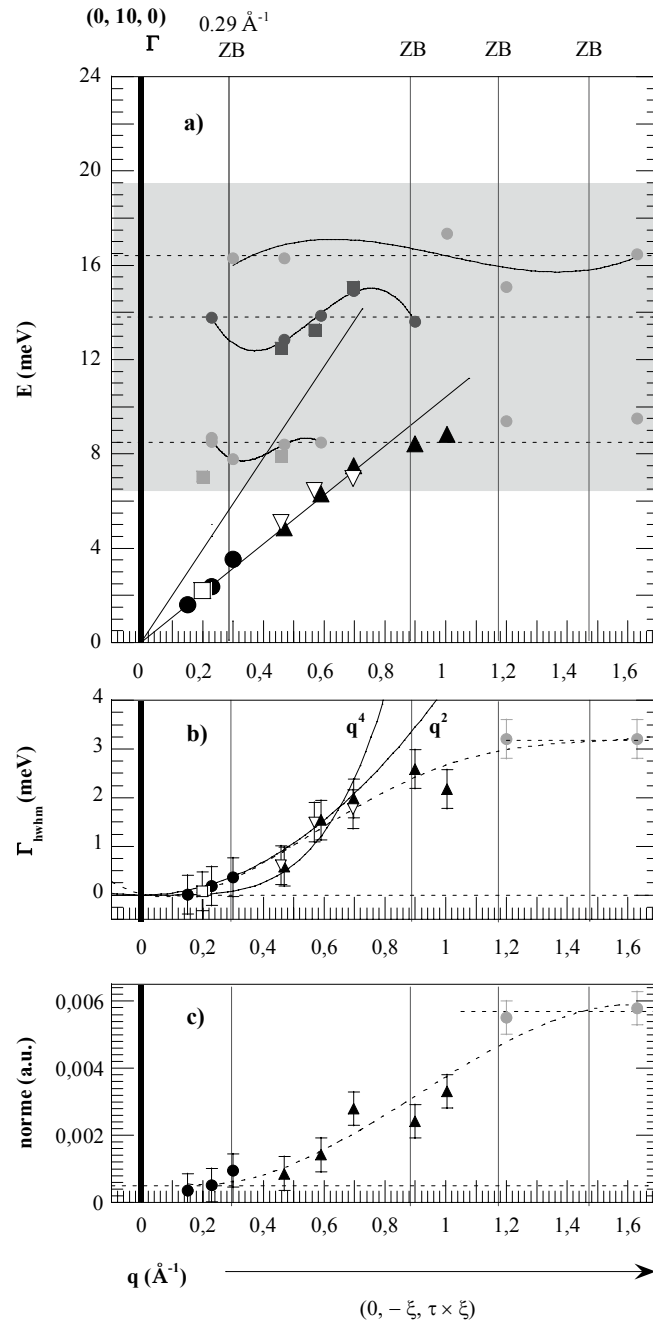 (0, 10, 0)
Γ
0.29 Å⁻¹
ZB ZB ZB ZB
a)
24
20
16
12
8
4
0
E (meV)
0 0,2 0,4 0,6 0,8 1 1,2 1,4 1,6
b)
q⁴
q²
4
3
2
1
0
Γhwhm (meV)
0 0,2 0,4 0,6 0,8 1 1,2 1,4 1,6
c)
0,006
0,004
0,002
0
norme (a.u.)
0 0,2 0,4 0,6 0,8 1 1,2 1,4 1,6
q (Å⁻¹)
(0, − ξ, τ × ξ)